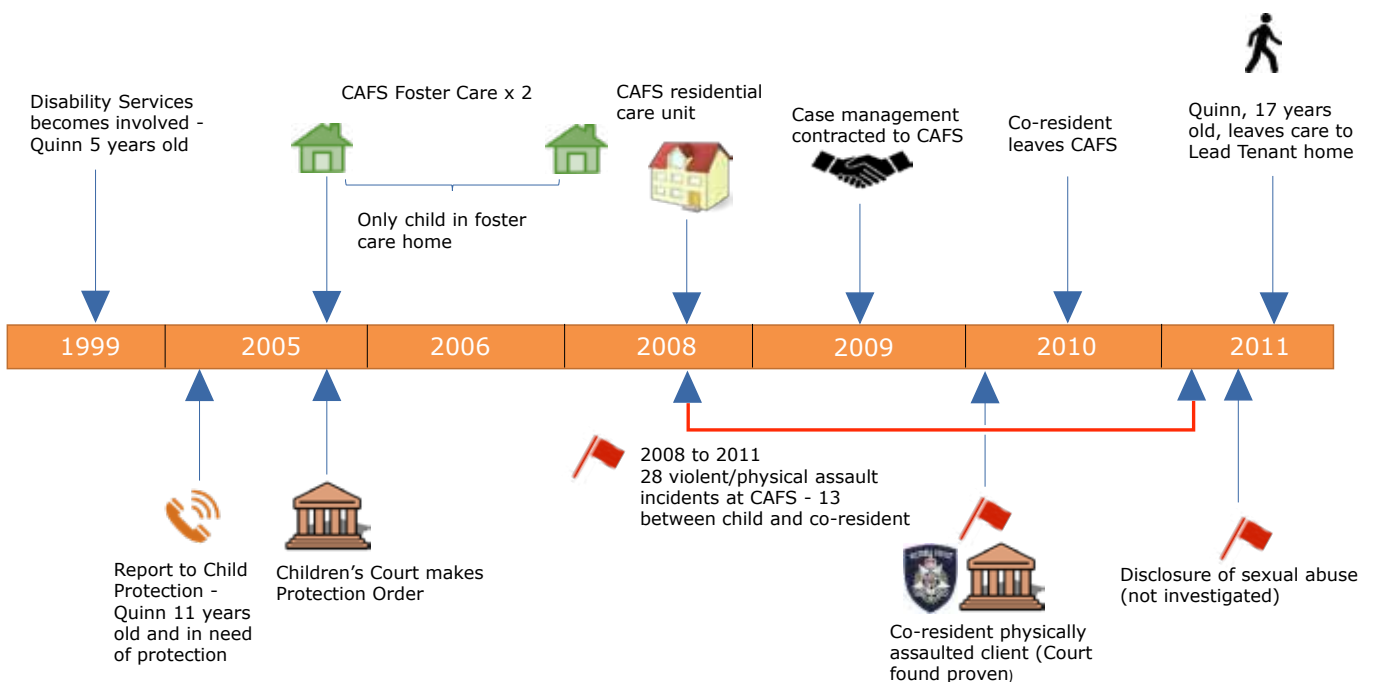 Disability Services
becomes involved -
Quinn 5 years old
CAFS Foster Care x 2
Only child in foster
care home
CAFS residential
care unit
Case management
contracted to CAFS
Co-resident
leaves CAFS
Quinn, 17 years
old, leaves care to
Lead Tenant home
1999
2005
2006
2008
2009
2010
2011
Report to Child
Protection -
Quinn 11 years
old and in need
of protection
Children’s Court makes
Protection Order
2008 to 2011
28 violent/physical assault
incidents at CAFS - 13
between child and co-resident
Co-resident physically
assaulted client (Court
found proven)
Disclosure of sexual abuse
(not investigated)